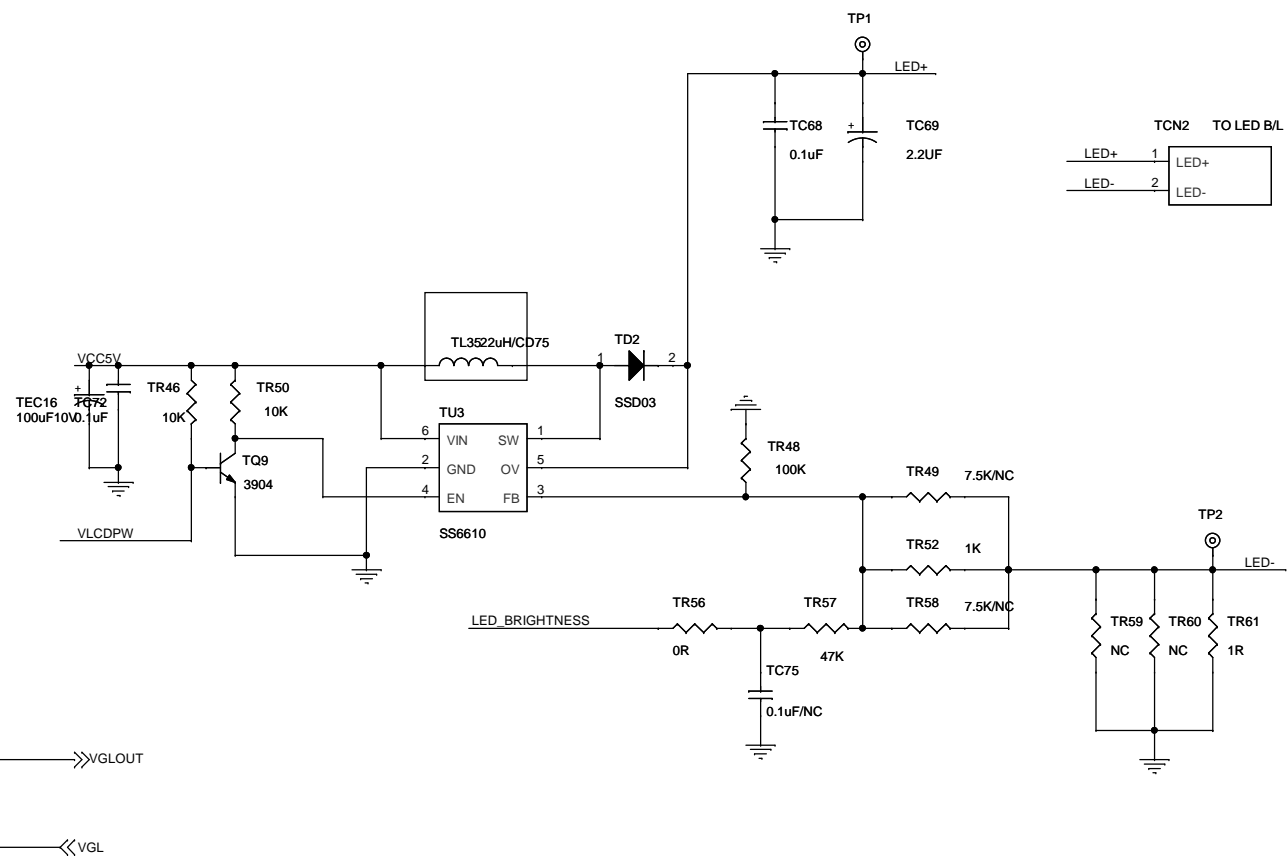 TP1
LED+
TC68
0.1uF
+
TC69
2.2UF
TCN2 TO LED B/L
LED+ 1 LED+
LED- 2 LED-
VCC5V
TL35 22uH/CD75
1 TD2 2
SSD03
+
TEC16
100uF10V
TC72
0.1uF
TR46
10K
TR50
10K
TQ9
3904
VLCDPW
TU3
6 VIN SW 1
2 GND OV 5
4 EN FB 3
SS6610
TR48
100K
TR49 7.5K/NC
TR52 1K
TR58 7.5K/NC
LED_BRIGHTNESS
TR56
0R
TR57
47K
TC75
0.1uF/NC
TP2
LED-
TR59
NC
TR60
NC
TR61
1R
VGLOUT
VGL